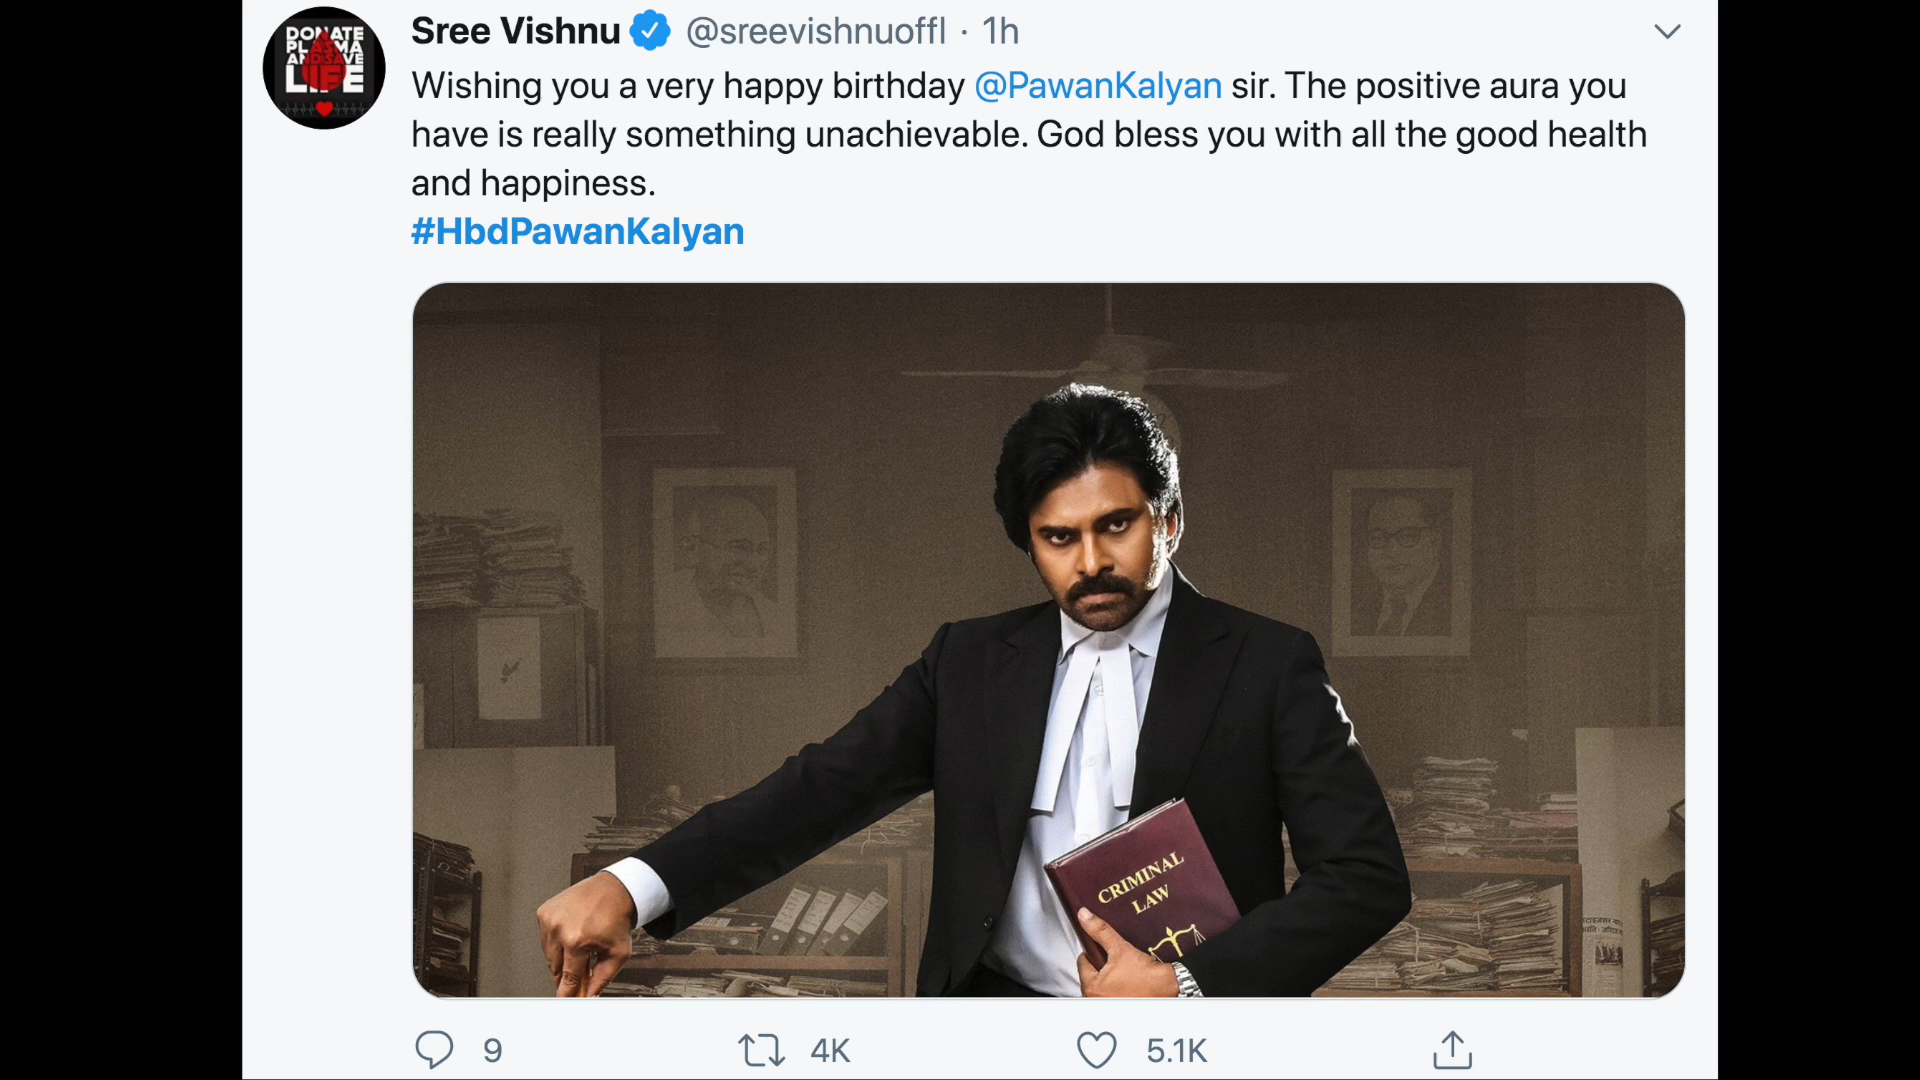 DONATE
PLASMA
AND SAVE
LIFE
Sree Vishnu @sreevishnuoffl · 1h
Wishing you a very happy birthday @PawanKalyan sir. The positive aura you
have is really something unachievable. God bless you with all the good health
and happiness.
#HbdPawanKalyan
CRIMINAL
LAW
9 4K 5.1K